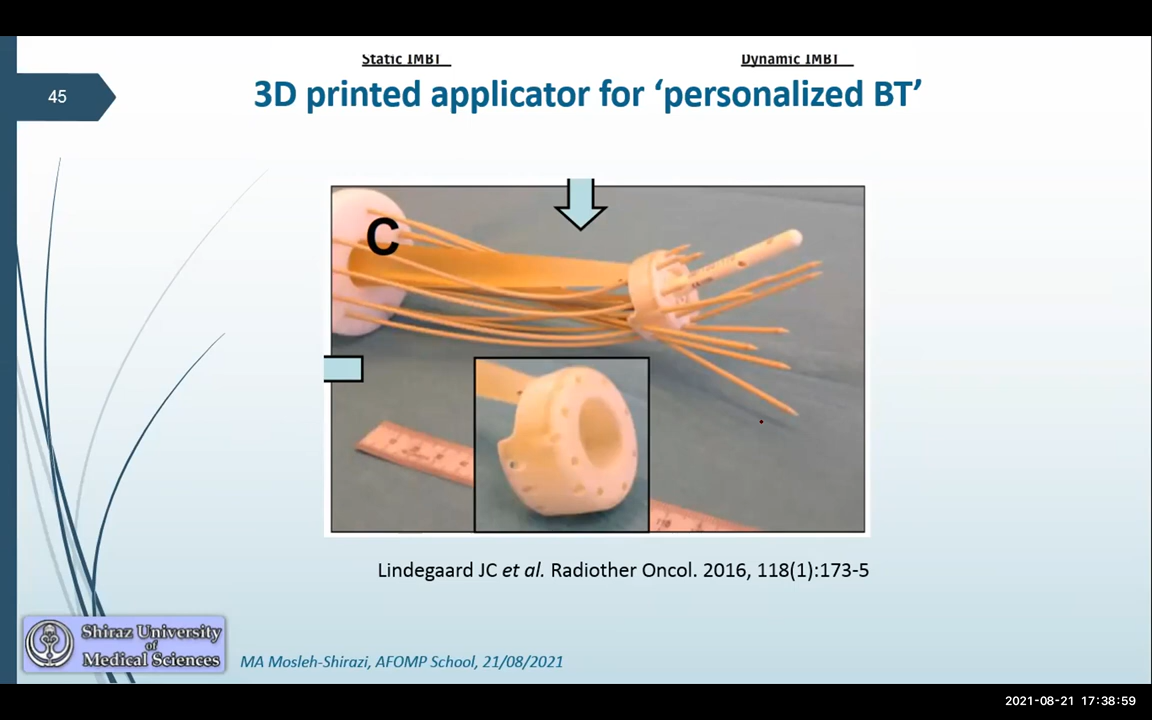 Static IMBT Dynamic IMBT
45
3D printed applicator for ‘personalized BT’
C
Lindegaard JC et al. Radiother Oncol. 2016, 118(1):173-5
Shiraz University
of
Medical Sciences
MA Mosleh-Shirazi, AFOMP School, 21/08/2021
2021-08-21 17:38:59